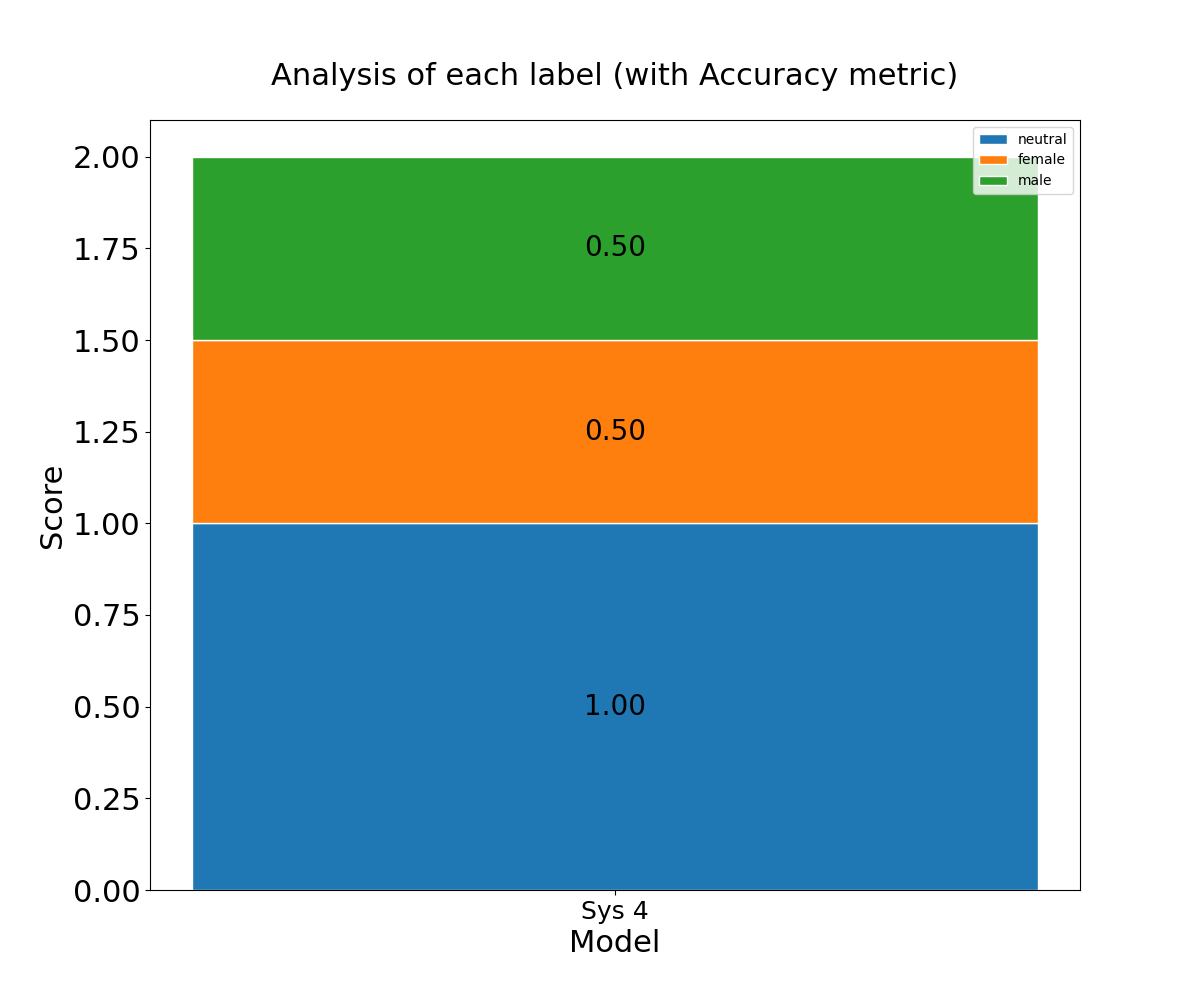 Analysis of each label (with Accuracy metric)
neutral
female
male
2.00
1.75
1.50
1.25
1.00
0.75
0.50
0.25
0.00
Score
0.50
0.50
1.00
Sys 4
Model